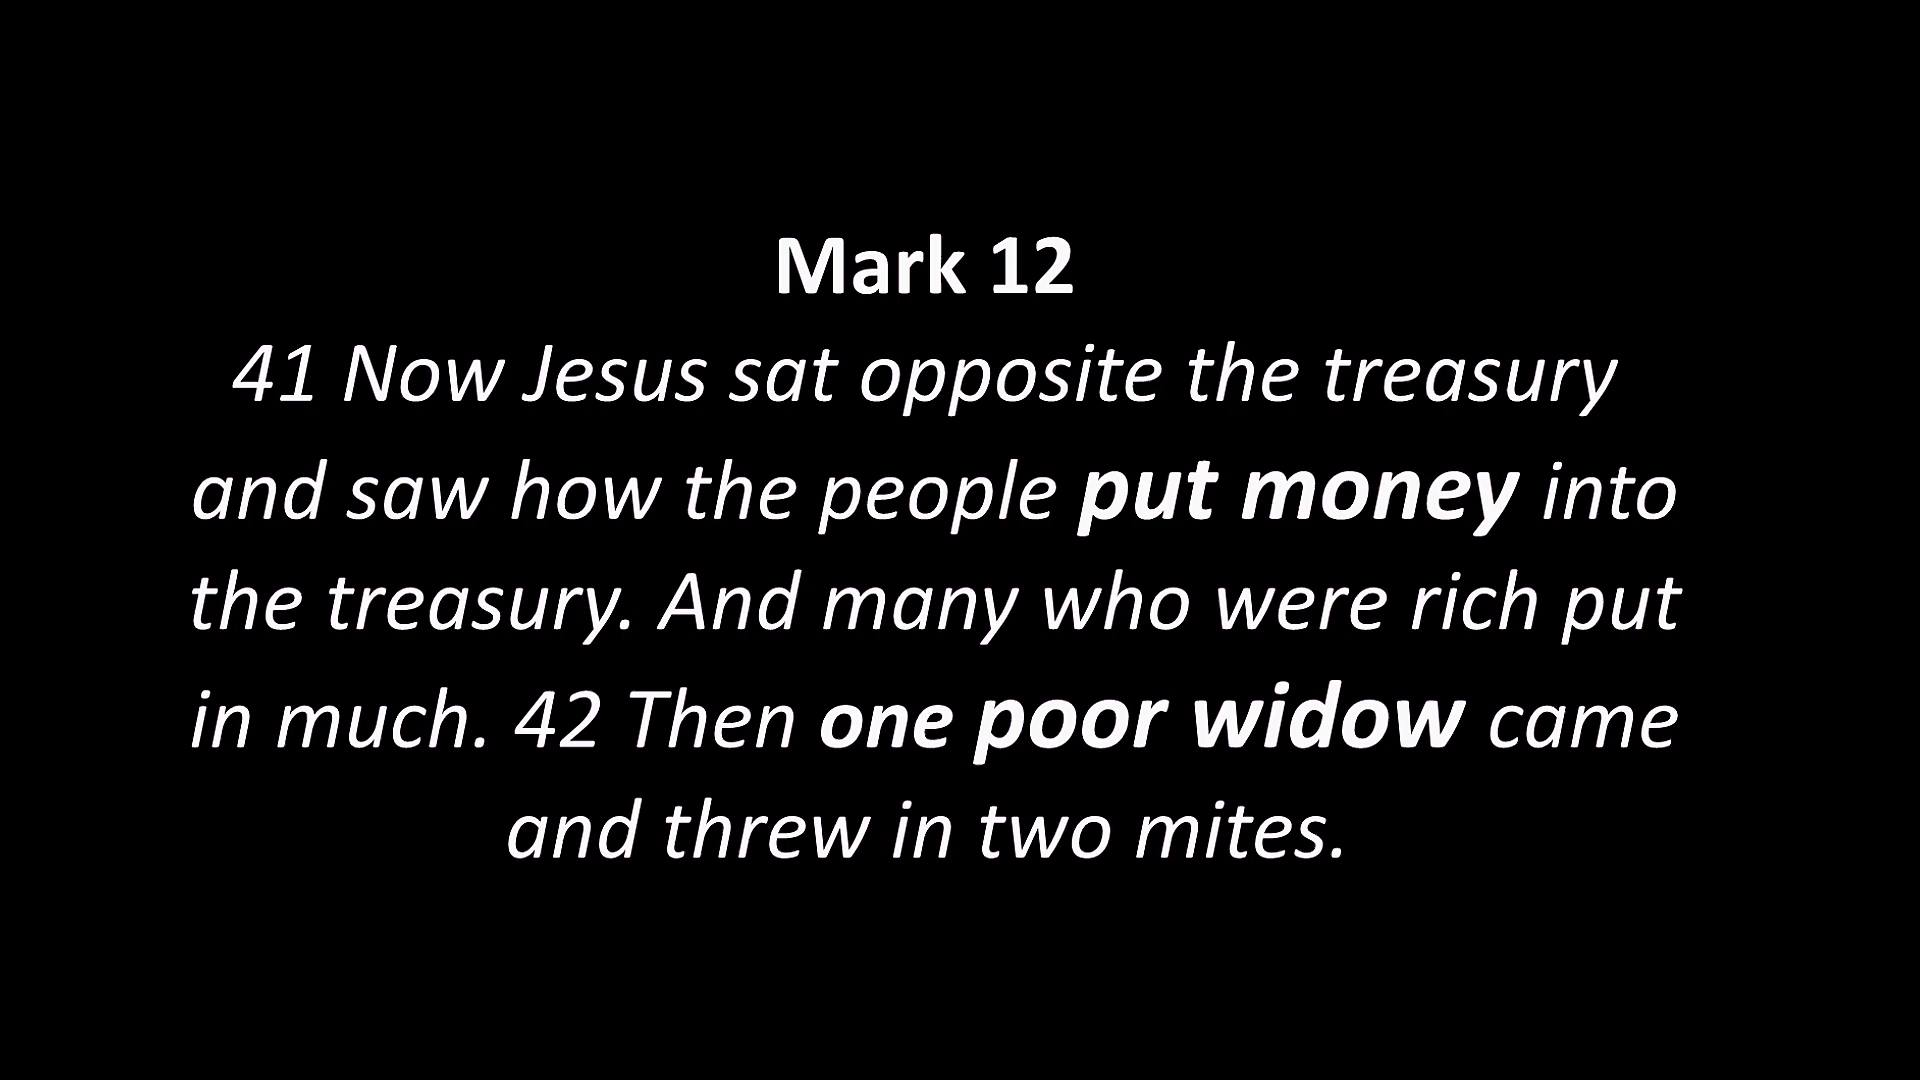 Mark 12
41 Now Jesus sat opposite the treasury
and saw how the people put money into
the treasury. And many who were rich put
in much. 42 Then one poor widow came
and threw in two mites.